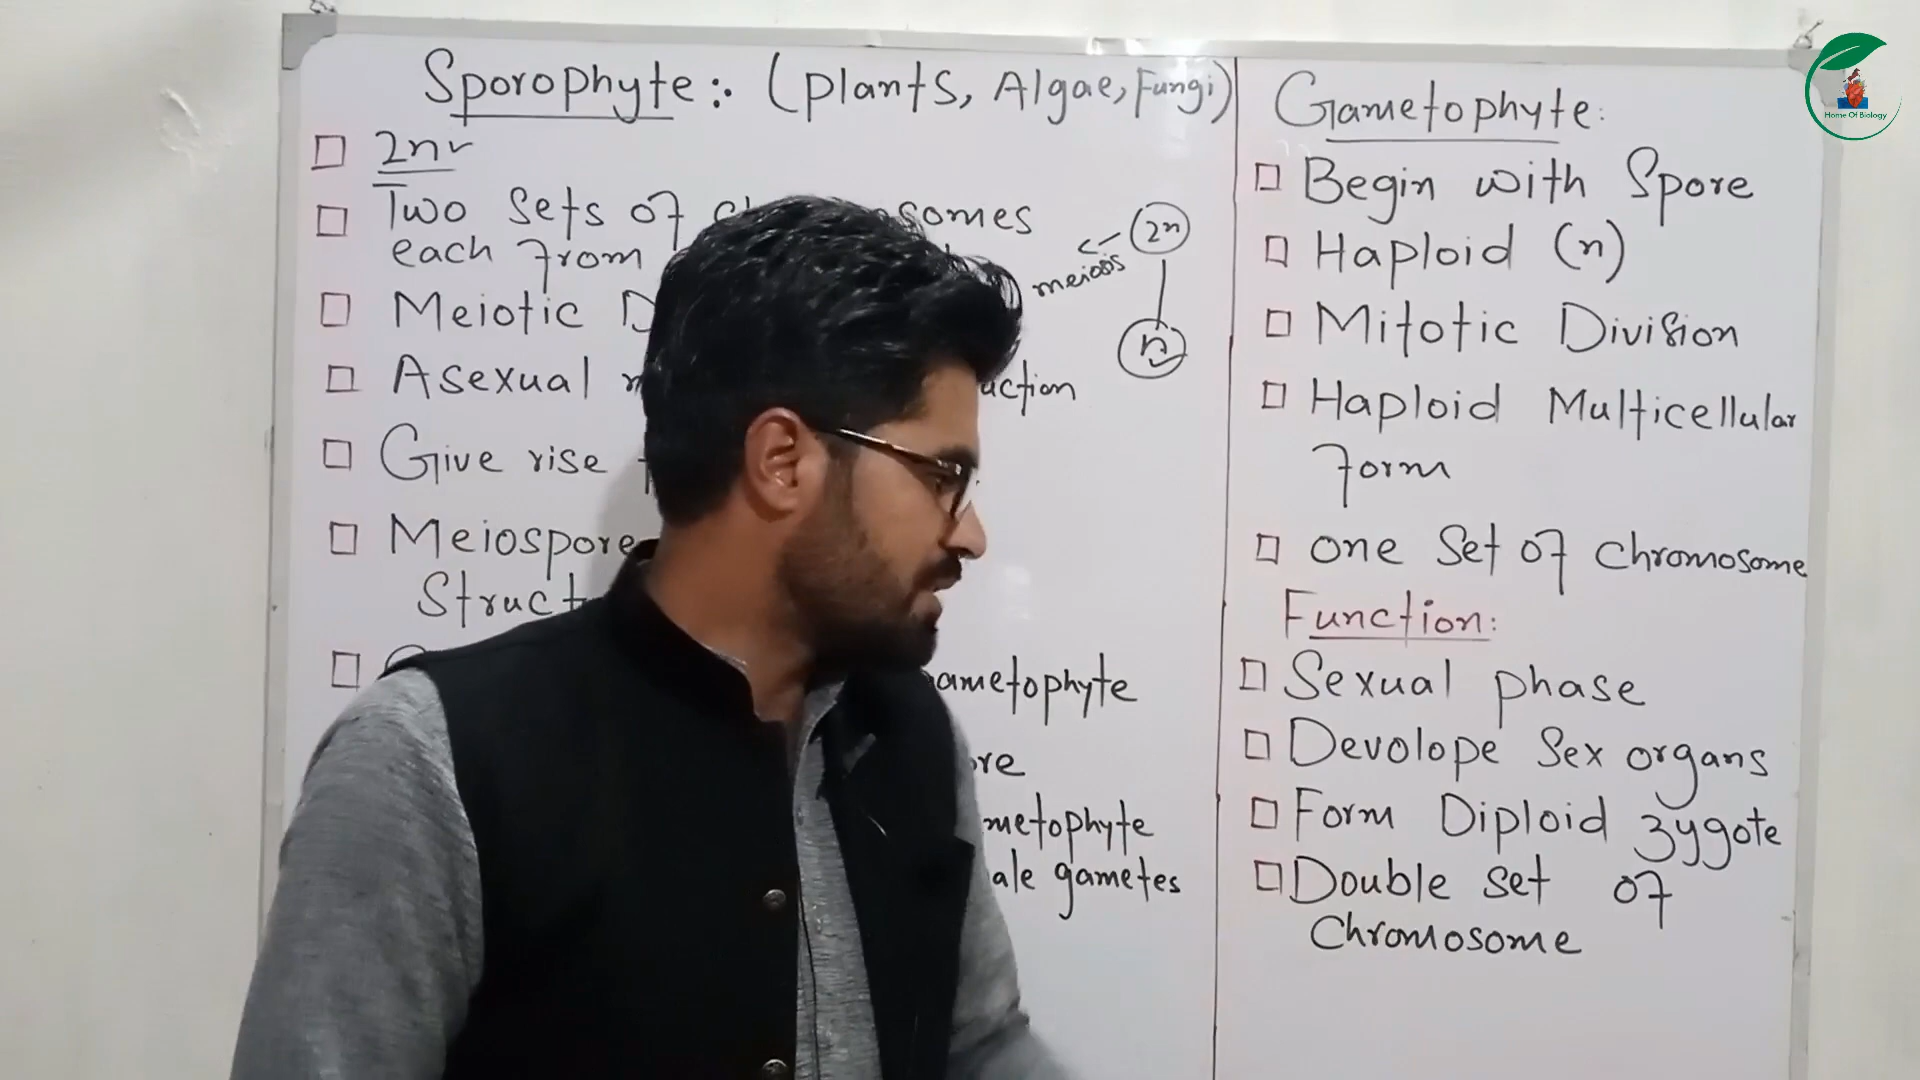 Sporophyte: (plants, Algae, Fungi)
2n
Two Sets of
somes
each from
Meiotic
Asexual
uction
Give rise
Meiospore
Struct
ametophyte
re
metophyte
ale gametes
2n
meiosis
n
Gametophyte:
Begin with Spore
Haploid (n)
Mitotic Division
Haploid Multicellular
form
one Set of chromosome
Function:
Sexual phase
Devolope Sex organs
Form Diploid zygote
Double set of
Chromosome
Home Of Biology